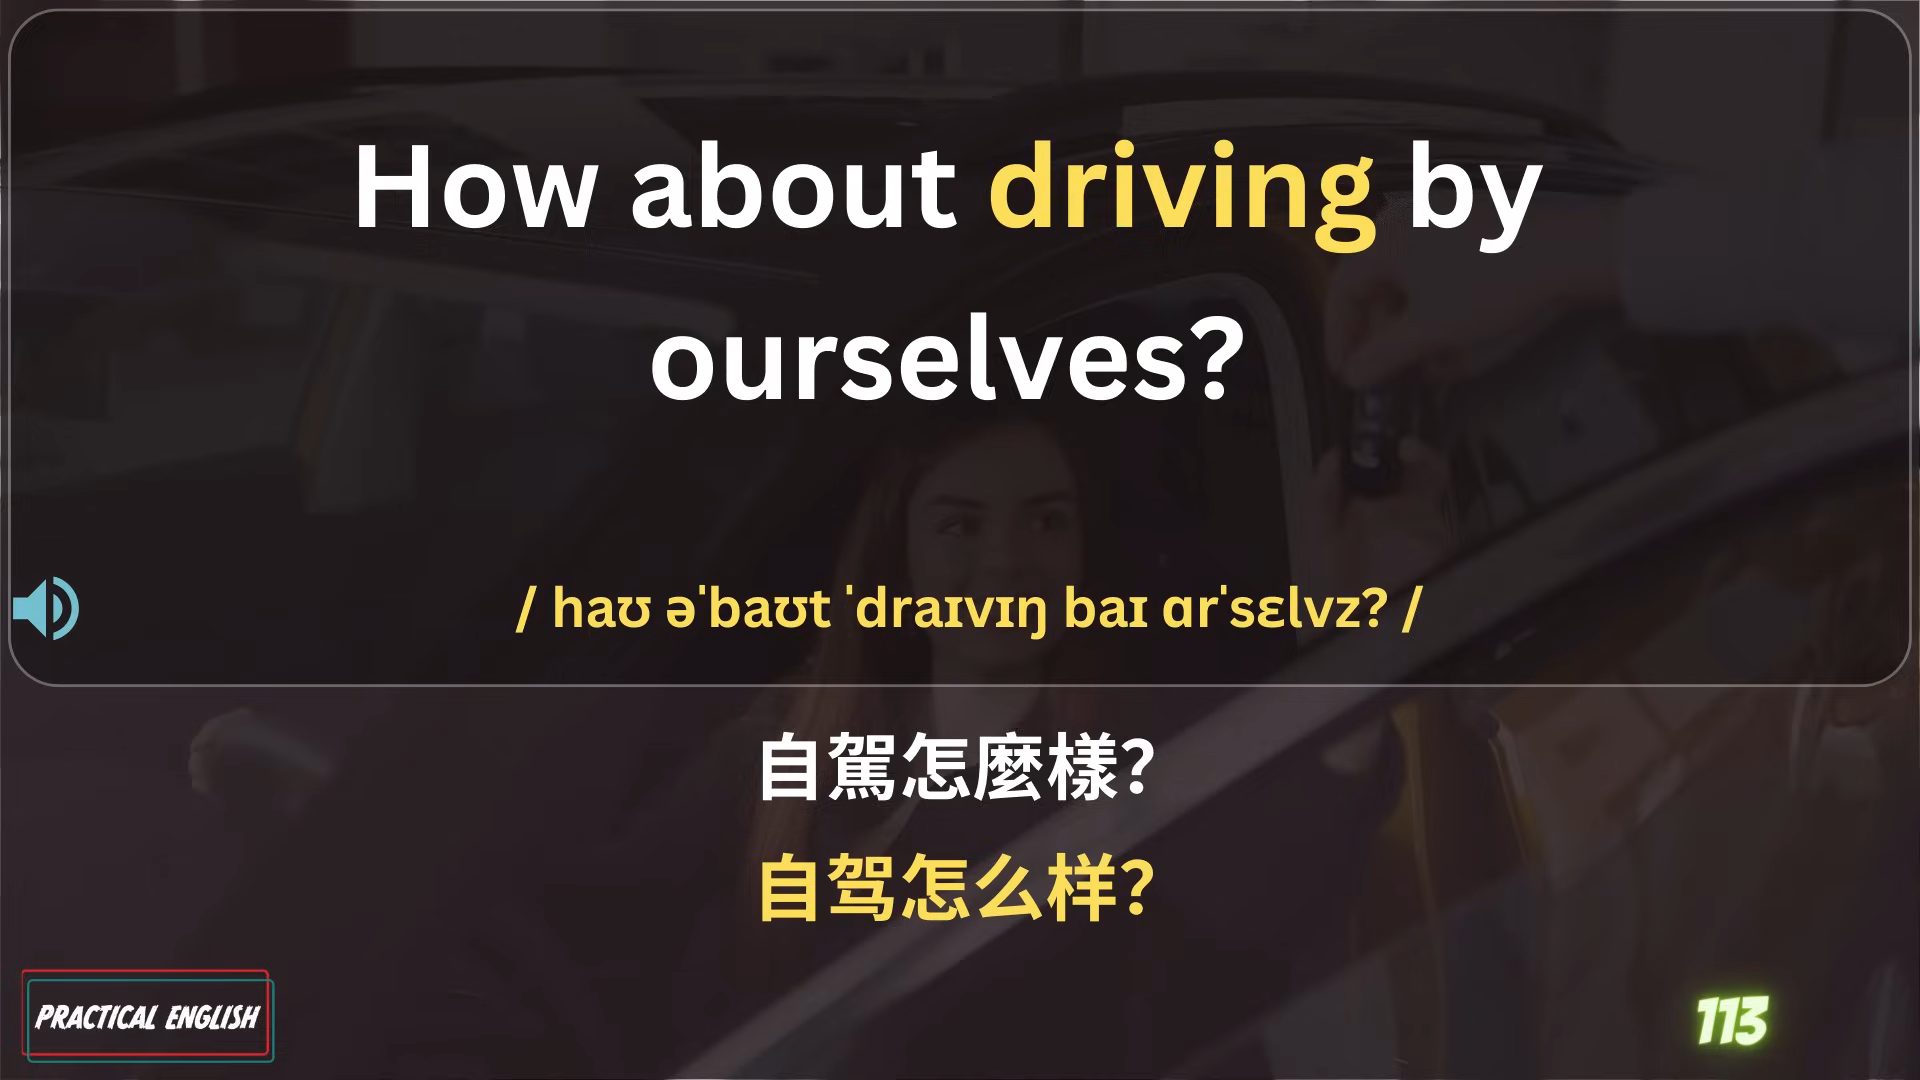 How about driving by
ourselves?
/ haʊ əˈbaʊt ˈdraɪvɪŋ baɪ ɑrˈsɛlvz? /
自駕怎麼樣？
自驾怎么样？
PRACTICAL ENGLISH
113